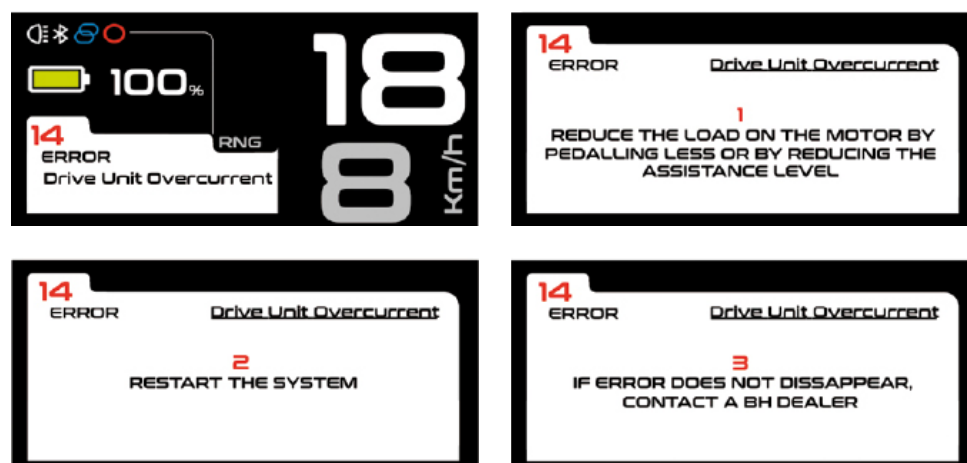 18
100%
14
ERROR
Drive Unit Overcurrent
RNG
8
Km/h
14
ERROR
Drive Unit Overcurrent
1
REDUCE THE LOAD ON THE MOTOR BY
PEDALLING LESS OR BY REDUCING THE
ASSISTANCE LEVEL
14
ERROR
Drive Unit Overcurrent
2
RESTART THE SYSTEM
14
ERROR
Drive Unit Overcurrent
3
IF ERROR DOES NOT DISSAPPEAR,
CONTACT A BH DEALER